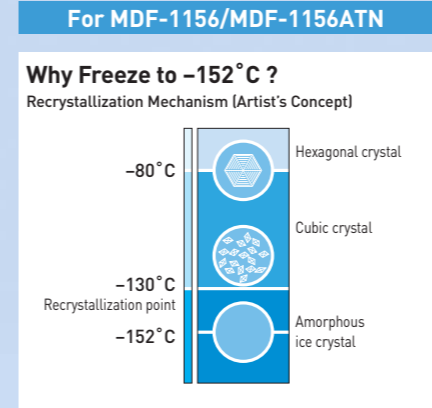 For MDF-1156/MDF-1156ATN
Why Freeze to –152˚C ?
Recrystallization Mechanism (Artist's Concept)
Hexagonal crystal
–80˚C
Cubic crystal
–130˚C
Recrystallization point
Amorphous
–152˚C
ice crystal